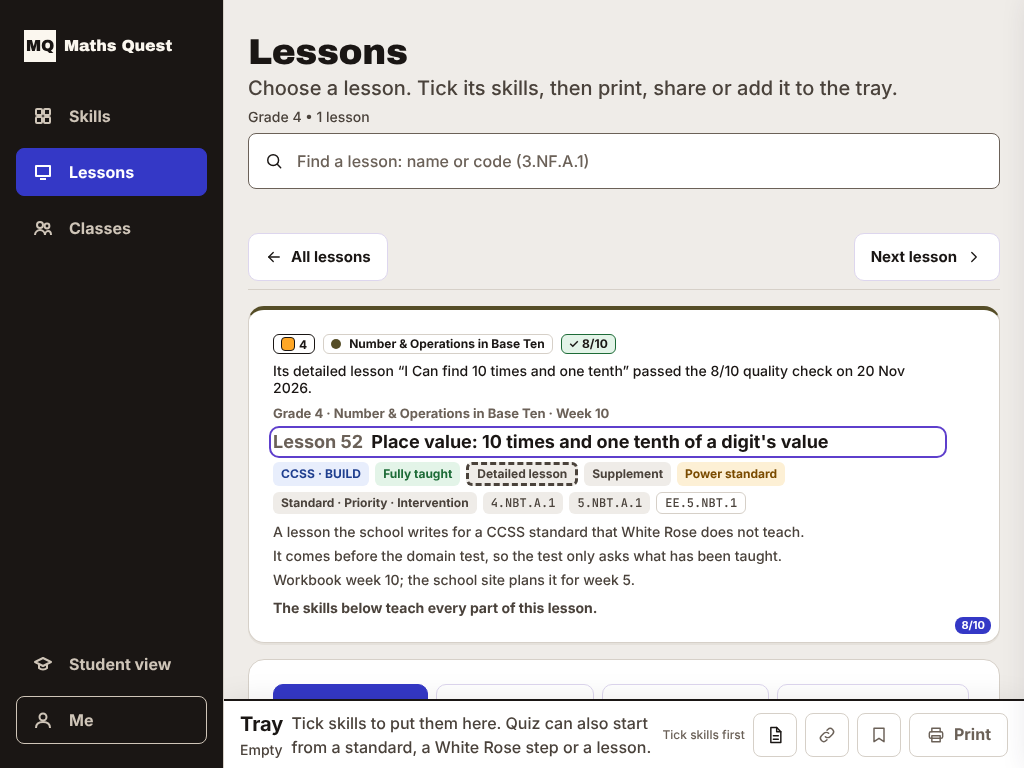 MQ Maths Quest
Skills
Lessons
Classes
Student view
Me
Lessons
Choose a lesson. Tick its skills, then print, share or add it to the tray.
Grade 4 • 1 lesson
Find a lesson: name or code (3.NF.A.1)
All lessons
Next lesson
4 Number & Operations in Base Ten ✓ 8/10
Its detailed lesson “I Can find 10 times and one tenth” passed the 8/10 quality check on 20 Nov
2026.
Grade 4 · Number & Operations in Base Ten · Week 10
Lesson 52 Place value: 10 times and one tenth of a digit's value
CCSS · BUILD Fully taught Detailed lesson Supplement Power standard
Standard · Priority · Intervention 4.NBT.A.1 5.NBT.A.1 EE.5.NBT.1
A lesson the school writes for a CCSS standard that White Rose does not teach.
It comes before the domain test, so the test only asks what has been taught.
Workbook week 10; the school site plans it for week 5.
The skills below teach every part of this lesson.
8/10
Tray
Empty
Tick skills to put them here. Quiz can also start
from a standard, a White Rose step or a lesson.
Tick skills first
Print